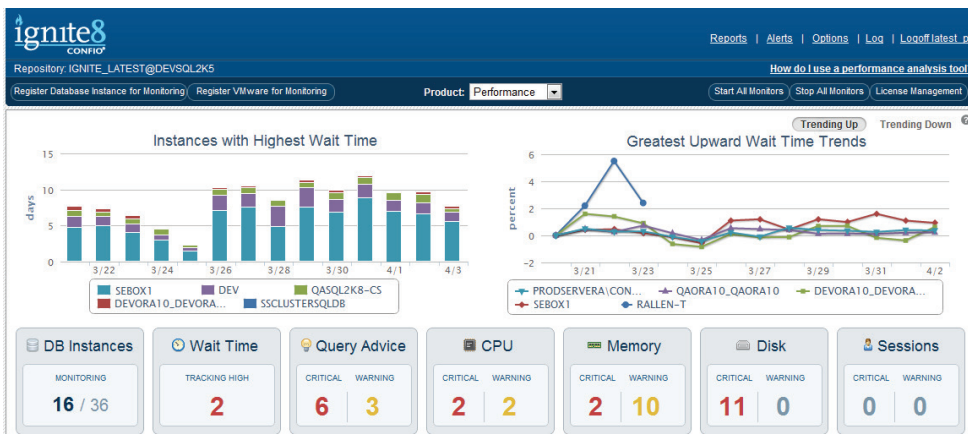 ignite8
CONFIO
Reports | Alerts | Options | Log | Logoff latest_p
Repository: IGNITE_LATEST@DEVSQL2K5
How do I use a performance analysis tool
Register Database Instance for Monitoring
Register VMware for Monitoring
Product: Performance
Start All Monitors
Stop All Monitors
License Management
Trending Up
Trending Down
Instances with Highest Wait Time
15
10
5
0
days
3/22 3/24 3/26 3/28 3/30 4/1 4/3
SEBOX1 DEV QASQL2K8-CS
DEVORA10_DEVORA... SSCLUSTERSQLDB
Greatest Upward Wait Time Trends
6
4
2
0
-2
percent
3/21 3/23 3/25 3/27 3/29 3/31 4/2
PRODSERVERA\CON... QAORA10_QAORA10 DEVORA10_DEVORA...
SEBOX1 RALLEN-T
DB Instances
MONITORING
16 / 36
Wait Time
TRACKING HIGH
2
Query Advice
CRITICAL WARNING
6 3
CPU
CRITICAL WARNING
2 2
Memory
CRITICAL WARNING
2 10
Disk
CRITICAL WARNING
11 0
Sessions
CRITICAL WARNING
0 0